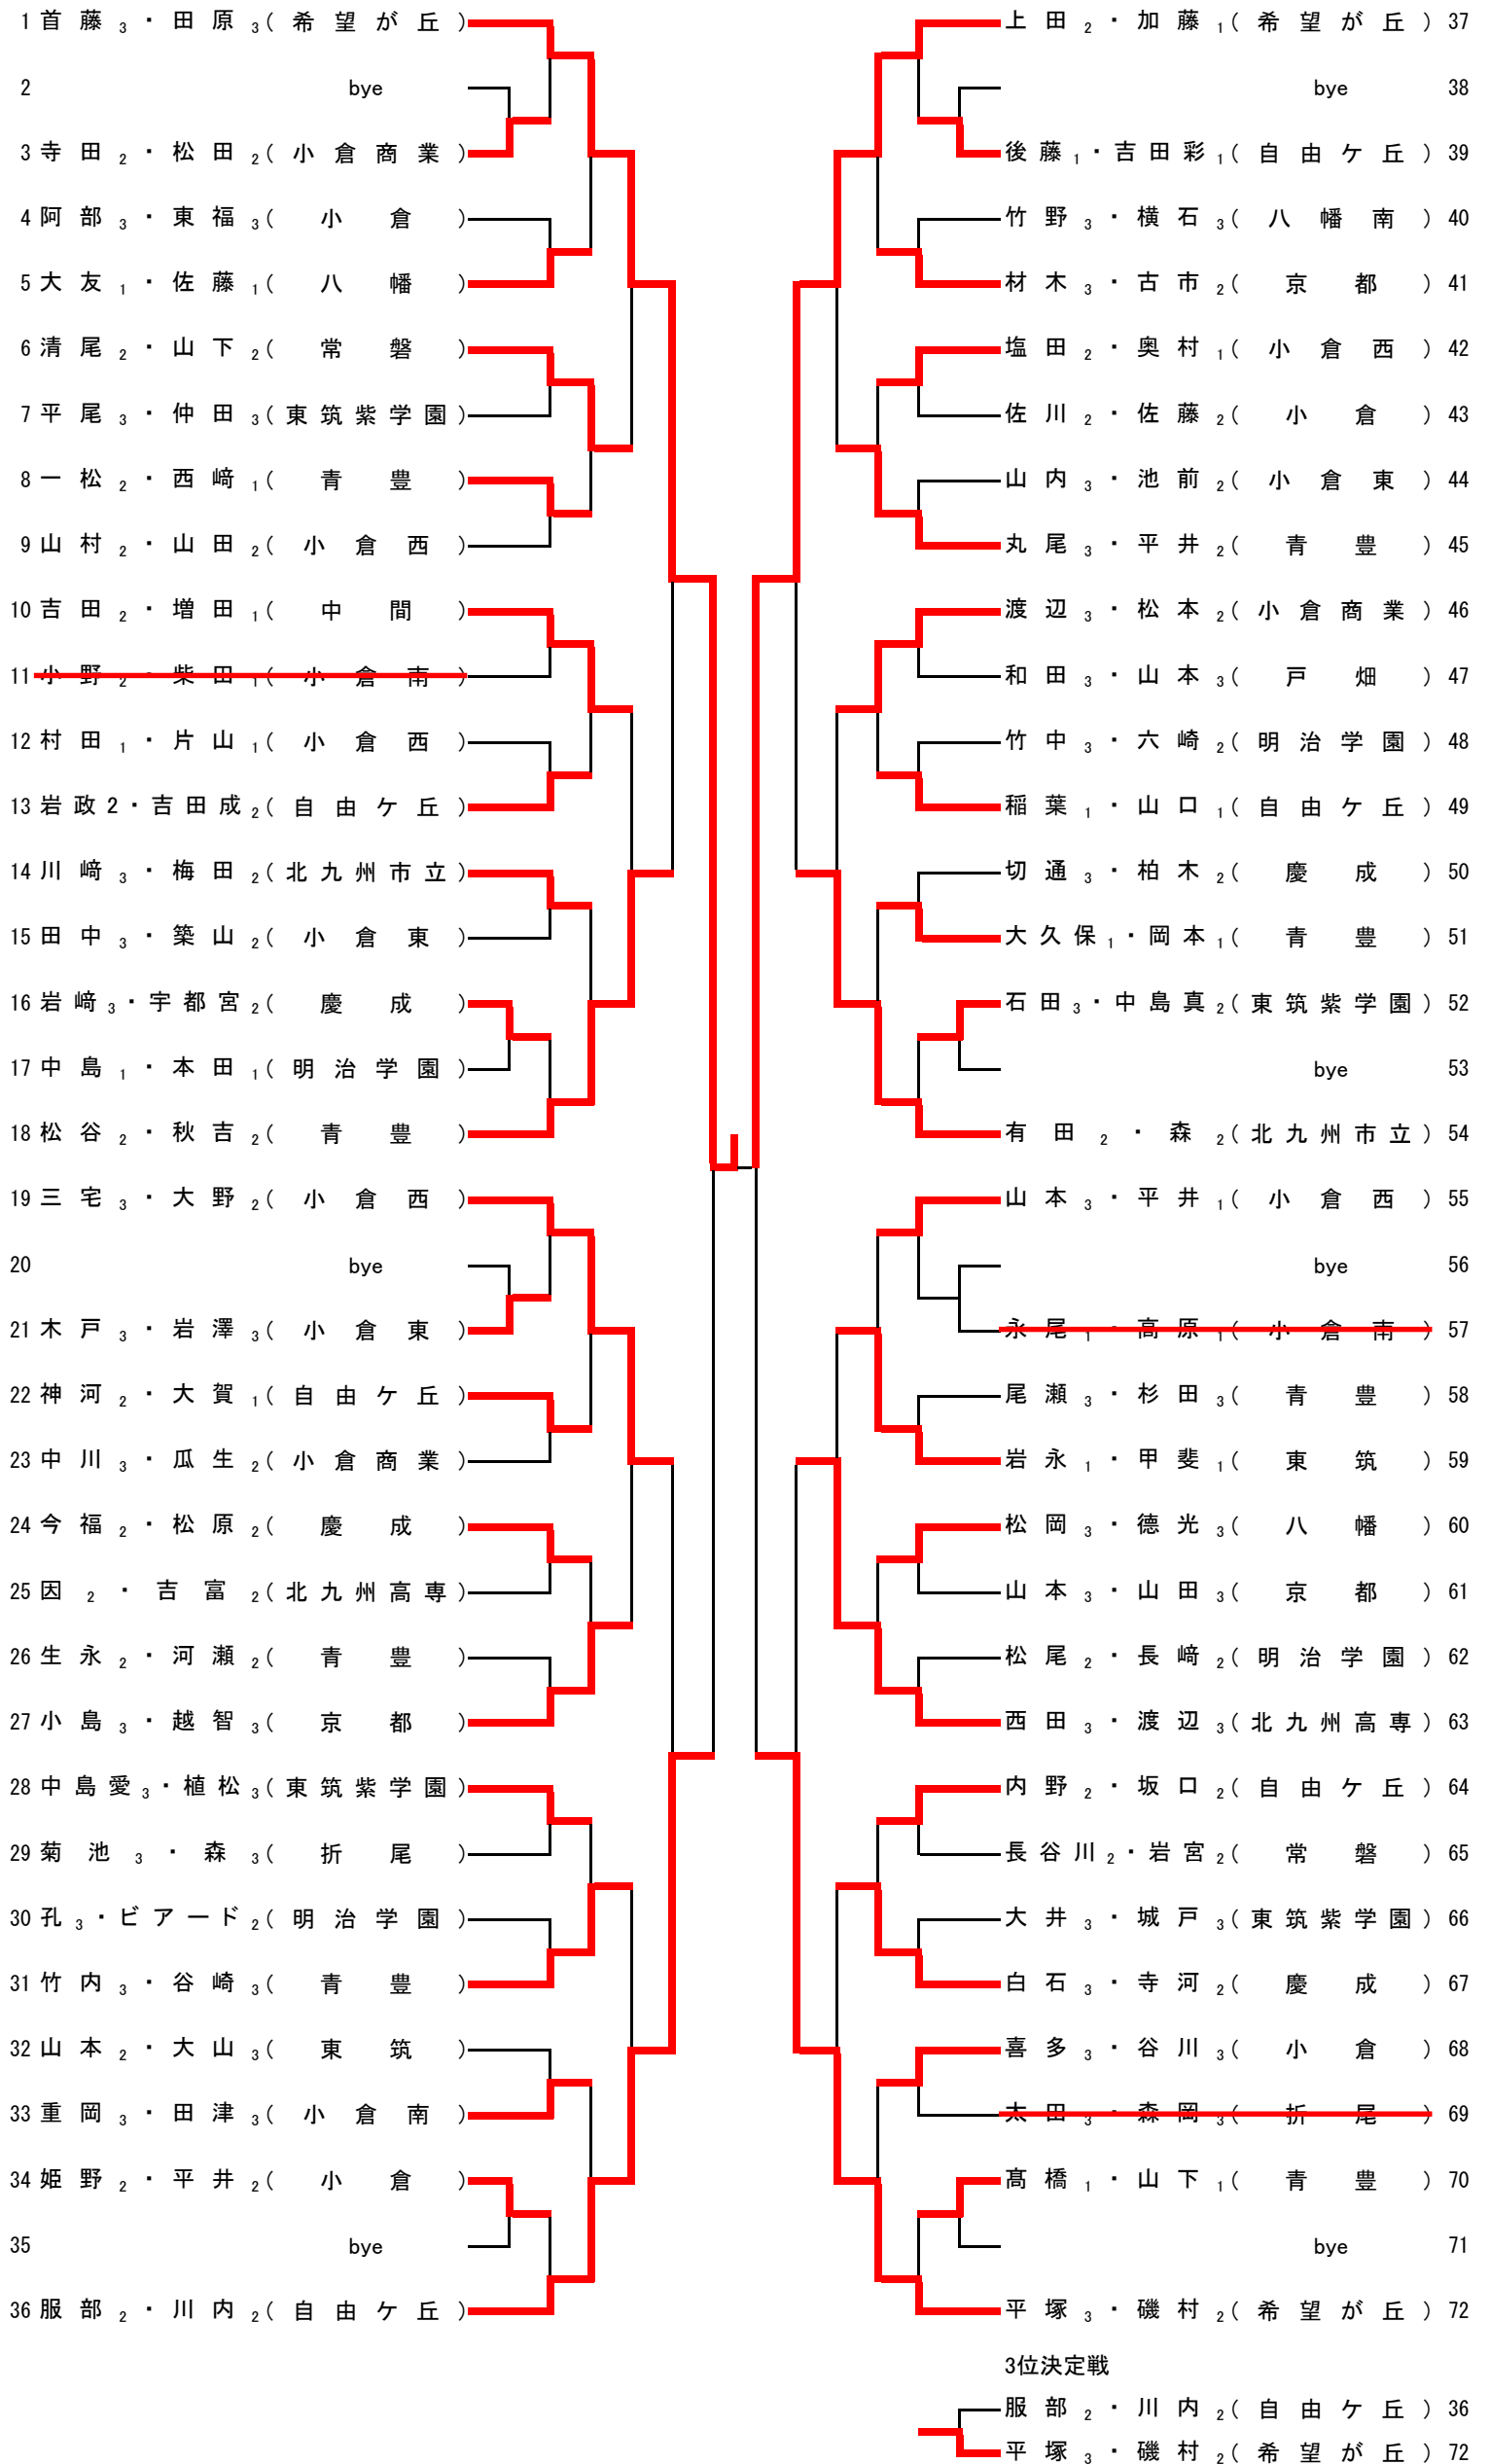 1 首藤 3 ・ 田原 3 ( 希望が丘 )
2 bye
3 寺田 2 ・ 松田 2 ( 小倉商業 )
4 阿部 3 ・ 東福 3 ( 小倉 )
5 大友 1 ・ 佐藤 1 ( 八幡 )
6 清尾 2 ・ 山下 2 ( 常磐 )
7 平尾 3 ・ 仲田 3 ( 東筑紫学園 )
8 一松 2 ・ 西﨑 1 ( 青豊 )
9 山村 2 ・ 山田 2 ( 小倉西 )
10 吉田 2 ・ 増田 1 ( 中間 )
11 小野 2 ・ 柴田 1 ( 小倉南 )
12 村田 1 ・ 片山 1 ( 小倉西 )
13 岩政 2 ・ 吉田成 2 ( 自由ケ丘 )
14 川﨑 3 ・ 梅田 2 ( 北九州市立 )
15 田中 3 ・ 築山 2 ( 小倉東 )
16 岩﨑 3 ・ 宇都宮 2 ( 慶成 )
17 中島 1 ・ 本田 1 ( 明治学園 )
18 松谷 2 ・ 秋吉 2 ( 青豊 )
19 三宅 3 ・ 大野 2 ( 小倉西 )
20 bye
21 木戸 3 ・ 岩澤 3 ( 小倉東 )
22 神河 2 ・ 大賀 1 ( 自由ケ丘 )
23 中川 3 ・ 瓜生 2 ( 小倉商業 )
24 今福 2 ・ 松原 2 ( 慶成 )
25 因 2 ・ 吉富 2 ( 北九州高専 )
26 生永 2 ・ 河瀬 2 ( 青豊 )
27 小島 3 ・ 越智 3 ( 京都 )
28 中島愛 3 ・ 植松 3 ( 東筑紫学園 )
29 菊池 3 ・ 森 3 ( 折尾 )
30 孔 3 ・ ビアード 2 ( 明治学園 )
31 竹内 3 ・ 谷崎 3 ( 青豊 )
32 山本 2 ・ 大山 3 ( 東筑 )
33 重岡 3 ・ 田津 3 ( 小倉南 )
34 姫野 2 ・ 平井 2 ( 小倉 )
35 bye
36 服部 2 ・ 川内 2 ( 自由ケ丘 )
上田 2 ・ 加藤 1 ( 希望が丘 ) 37
bye 38
後藤 1 ・ 吉田彩 1 ( 自由ケ丘 ) 39
竹野 3 ・ 横石 3 ( 八幡南 ) 40
材木 3 ・ 古市 2 ( 京都 ) 41
塩田 2 ・ 奥村 1 ( 小倉西 ) 42
佐川 2 ・ 佐藤 2 ( 小倉 ) 43
山内 3 ・ 池前 2 ( 小倉東 ) 44
丸尾 3 ・ 平井 2 ( 青豊 ) 45
渡辺 3 ・ 松本 2 ( 小倉商業 ) 46
和田 3 ・ 山本 3 ( 戸畑 ) 47
竹中 3 ・ 六崎 2 ( 明治学園 ) 48
稲葉 1 ・ 山口 1 ( 自由ケ丘 ) 49
切通 3 ・ 柏木 2 ( 慶成 ) 50
大久保 1 ・ 岡本 1 ( 青豊 ) 51
石田 3 ・ 中島真 2 ( 東筑紫学園 ) 52
bye 53
有田 2 ・ 森 2 ( 北九州市立 ) 54
山本 3 ・ 平井 1 ( 小倉西 ) 55
bye 56
永尾 1 ・ 高原 1 ( 小倉南 ) 57
尾瀬 3 ・ 杉田 3 ( 青豊 ) 58
岩永 1 ・ 甲斐 1 ( 東筑 ) 59
松岡 3 ・ 德光 3 ( 八幡 ) 60
山本 3 ・ 山田 3 ( 京都 ) 61
松尾 2 ・ 長﨑 2 ( 明治学園 ) 62
西田 3 ・ 渡辺 3 ( 北九州高専 ) 63
内野 2 ・ 坂口 2 ( 自由ケ丘 ) 64
長谷川 2 ・ 岩宮 2 ( 常磐 ) 65
大井 3 ・ 城戸 3 ( 東筑紫学園 ) 66
白石 3 ・ 寺河 2 ( 慶成 ) 67
喜多 3 ・ 谷川 3 ( 小倉 ) 68
太田 3 ・ 森岡 3 ( 折尾 ) 69
髙橋 1 ・ 山下 1 ( 青豊 ) 70
bye 71
平塚 3 ・ 磯村 2 ( 希望が丘 ) 72
3位決定戦
服部 2 ・ 川内 2 ( 自由ケ丘 ) 36
平塚 3 ・ 磯村 2 ( 希望が丘 ) 72